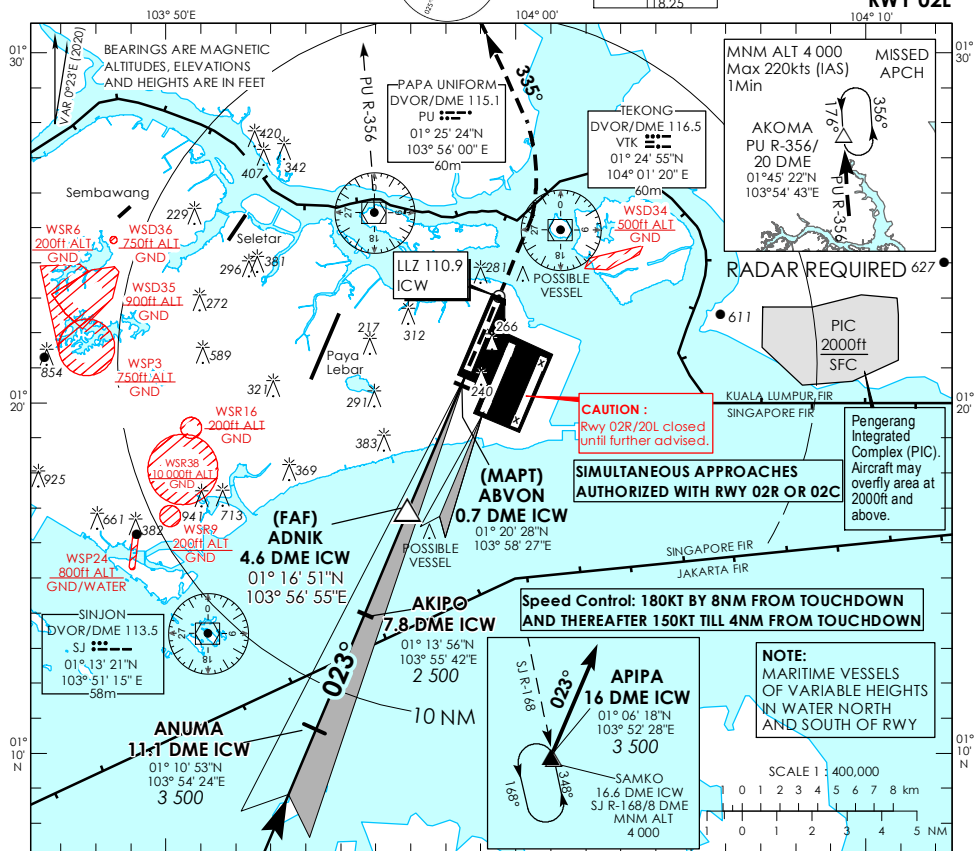 RWY 02L
118.25
025°
103° 50'E
104° 00'
104° 10'
01°
30'
01°
30'
VAR 0°23'E (2020)
BEARINGS ARE MAGNETIC
ALTITUDES, ELEVATIONS
AND HEIGHTS ARE IN FEET
PU R-356
335°
PAPA UNIFORM
DVOR/DME 115.1
PU
01° 25' 24"N
103° 56' 00" E
60m
TEKONG
DVOR/DME 116.5
VTK
01° 24' 55"N
104° 01' 20" E
60m
MNM ALT 4 000
Max 220kts (IAS)
1Min
MISSED
APCH
176°
356°
AKOMA
PU R-356/
20 DME
01°45' 22"N
103°54' 43"E
PU R-356
420
407
342
Sembawang
229
Seletar
296
381
WSR6
200ft ALT
GND
WSD36
750ft ALT
GND
WSD35
900ft ALT
GND
WSP3
750ft ALT
GND
854
272
589
321
217
312
291
383
Paya
Lebar
0
9
18
27
0
9
18
27
LLZ 110.9
ICW
281
POSSIBLE
VESSEL
WSD34
500ft ALT
GND
RADAR REQUIRED
627
611
PIC
2000ft
SFC
266
240
x
x
KUALA LUMPUR FIR
SINGAPORE FIR
01°
20'
01°
20'
CAUTION :
Rwy 02R/20L closed
until further advised.
WSR16
200ft ALT
GND
WSR38
10 000ft ALT
GND
925
369
941
713
661
382
WSR9
200ft ALT
GND
WSP24
800ft ALT
GND/WATER
(MAPT)
ABVON
0.7 DME ICW
01° 20' 28"N
103° 58' 27"E
SIMULTANEOUS APPROACHES
AUTHORIZED WITH RWY 02R OR 02C
Pengerang
Integrated
Complex (PIC).
Aircraft may
overfly area at
2000ft and
above.
(FAF)
ADNIK
4.6 DME ICW
01° 16' 51"N
103° 56' 55"E
POSSIBLE
VESSEL
SINGAPORE FIR
JAKARTA FIR
SINJON
DVOR/DME 113.5
SJ
01° 13' 21"N
103° 51' 15" E
58m
0
9
18
27
AKIPO
7.8 DME ICW
01° 13' 56"N
103° 55' 42"E
2 500
023°
10 NM
Speed Control: 180KT BY 8NM FROM TOUCHDOWN
AND THEREAFTER 150KT TILL 4NM FROM TOUCHDOWN
ANUMA
11.1 DME ICW
01° 10' 53"N
103° 54' 24"E
3 500
SJ R-168
023°
APIPA
16 DME ICW
01° 06' 18"N
103° 52' 28"E
3 500
168°
348°
SAMKO
16.6 DME ICW
SJ R-168/8 DME
MNM ALT
4 000
NOTE:
MARITIME VESSELS
OF VARIABLE HEIGHTS
IN WATER NORTH
AND SOUTH OF RWY
01°
10'
N
01°
10'
N
SCALE 1 : 400,000
1 0 1 2 3 4 5 6 7 8 km
1 0 1 2 3 4 5 NM